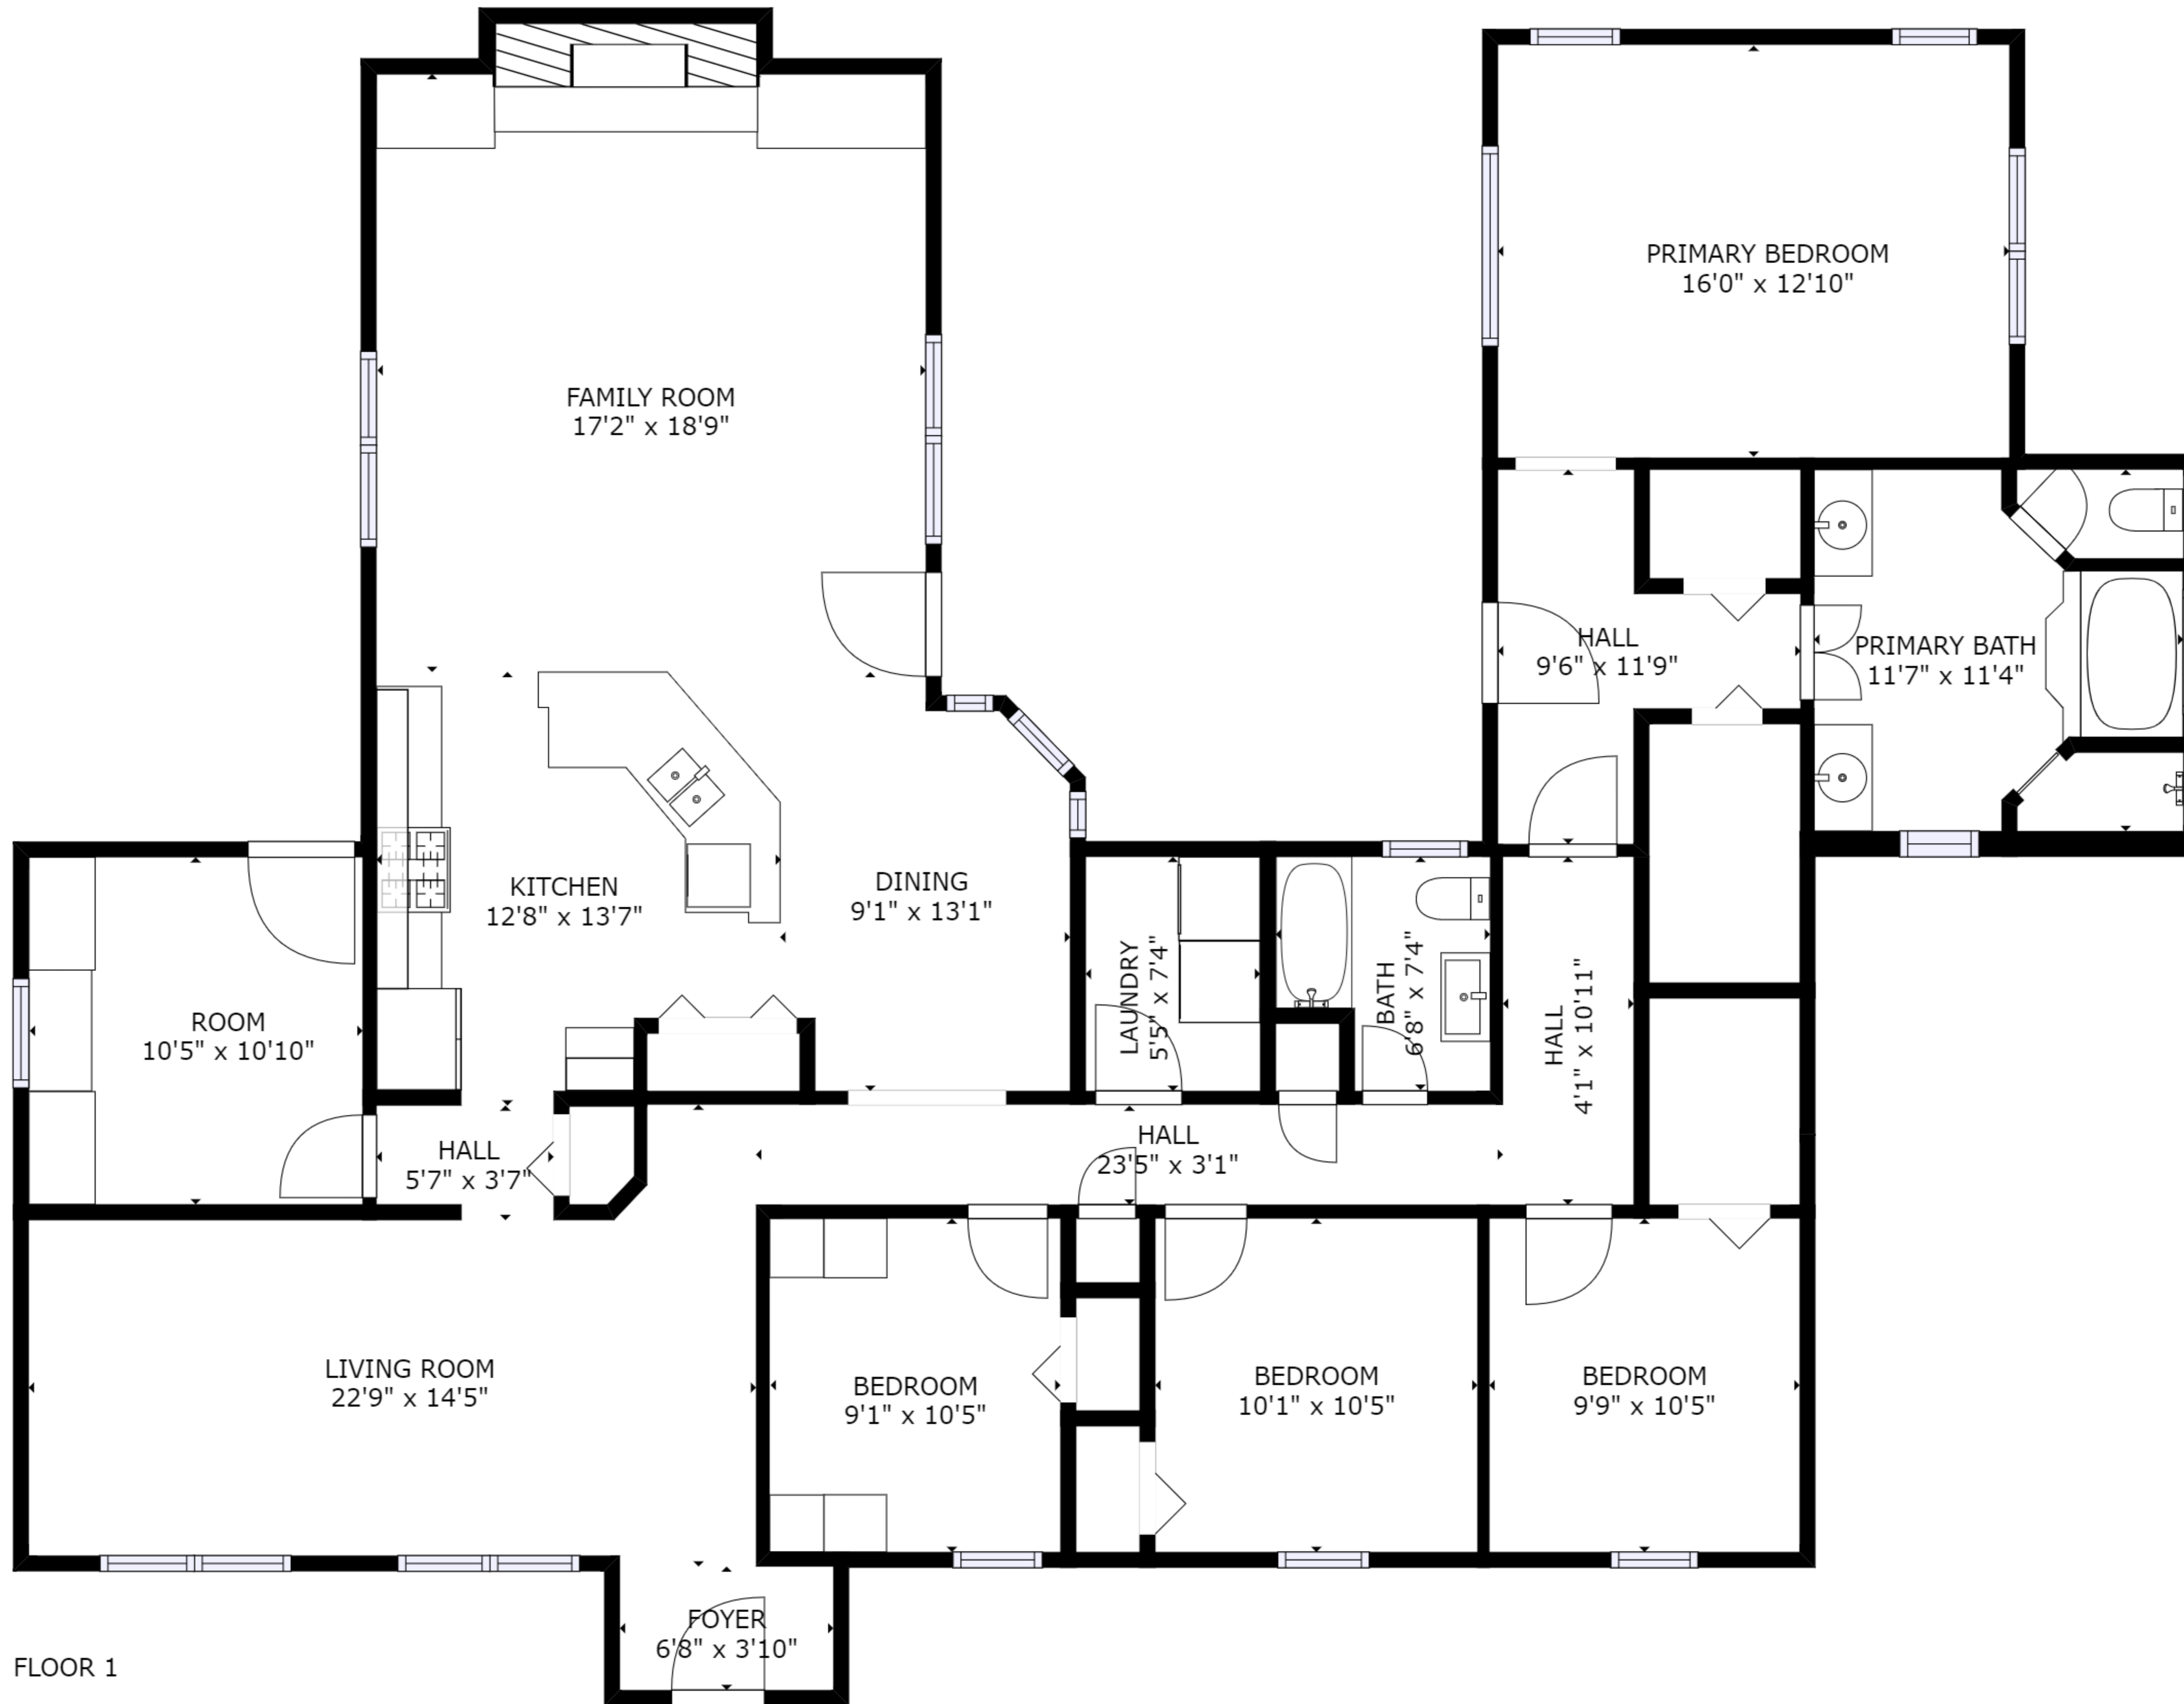 PRIMARY BEDROOM
16'0" x 12'10"
FAMILY ROOM
17'2" x 18'9"
HALL
9'6" x 11'9"
PRIMARY BATH
11'7" x 11'4"
KITCHEN
12'8" x 13'7"
DINING
9'1" x 13'1"
LAUNDRY
5'5" x 7'4"
BATH
6'8" x 7'4"
HALL
4'1" x 10'11"
ROOM
10'5" x 10'10"
HALL
5'7" x 3'7"
HALL
23'5" x 3'1"
LIVING ROOM
22'9" x 14'5"
BEDROOM
9'1" x 10'5"
BEDROOM
10'1" x 10'5"
BEDROOM
9'9" x 10'5"
FOYER
6'8" x 3'10"
FLOOR 1